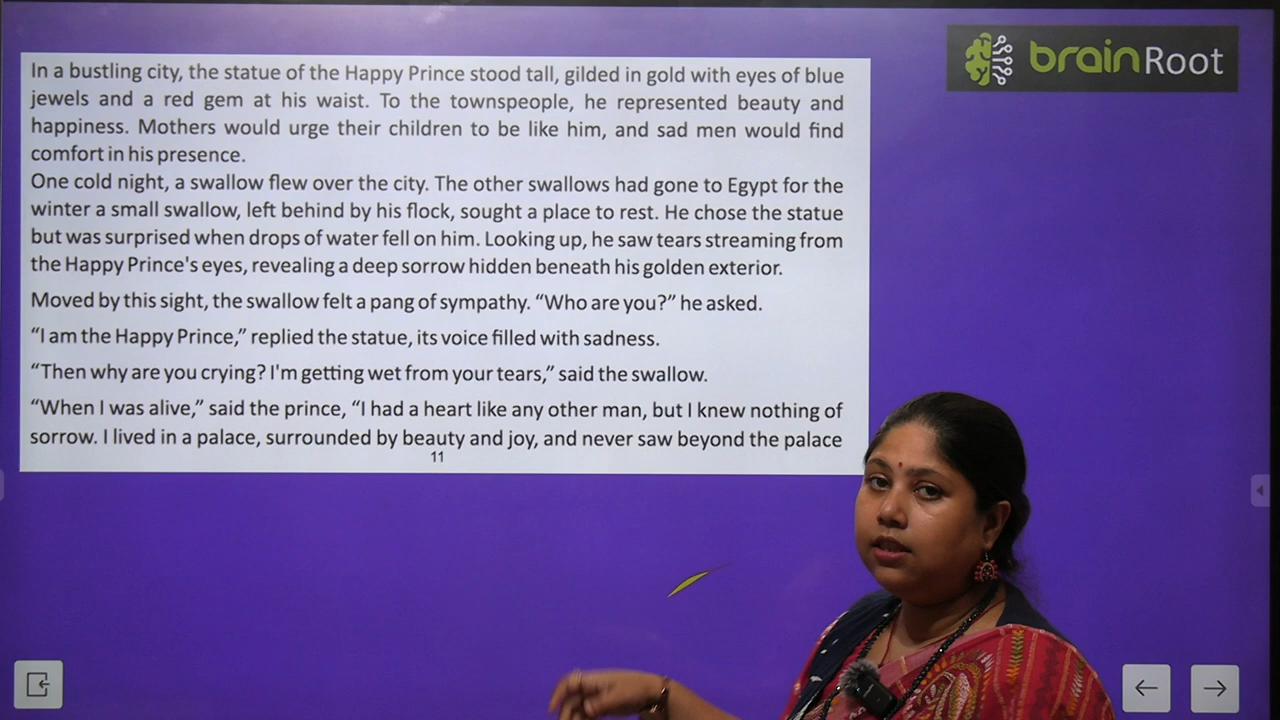 brainRoot
In a bustling city, the statue of the Happy Prince stood tall, gilded in gold with eyes of blue
jewels and a red gem at his waist. To the townspeople, he represented beauty and
happiness. Mothers would urge their children to be like him, and sad men would find
comfort in his presence.
One cold night, a swallow flew over the city. The other swallows had gone to Egypt for the
winter a small swallow, left behind by his flock, sought a place to rest. He chose the statue
but was surprised when drops of water fell on him. Looking up, he saw tears streaming from
the Happy Prince's eyes, revealing a deep sorrow hidden beneath his golden exterior.
Moved by this sight, the swallow felt a pang of sympathy. “Who are you?” he asked.
“I am the Happy Prince,” replied the statue, its voice filled with sadness.
“Then why are you crying? I'm getting wet from your tears,” said the swallow.
“When I was alive,” said the prince, “I had a heart like any other man, but I knew nothing of
sorrow. I lived in a palace, surrounded by beauty and joy, and never saw beyond the palace
11